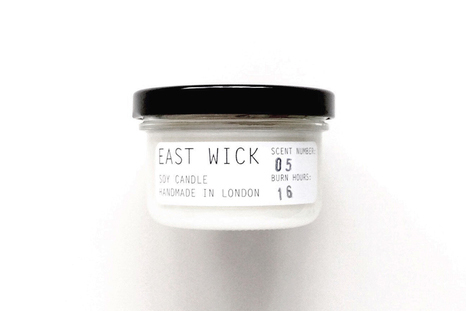 EAST WICK
SOY CANDLE
HANDMADE IN LONDON
SCENT NUMBER:
05
BURN HOURS:
16